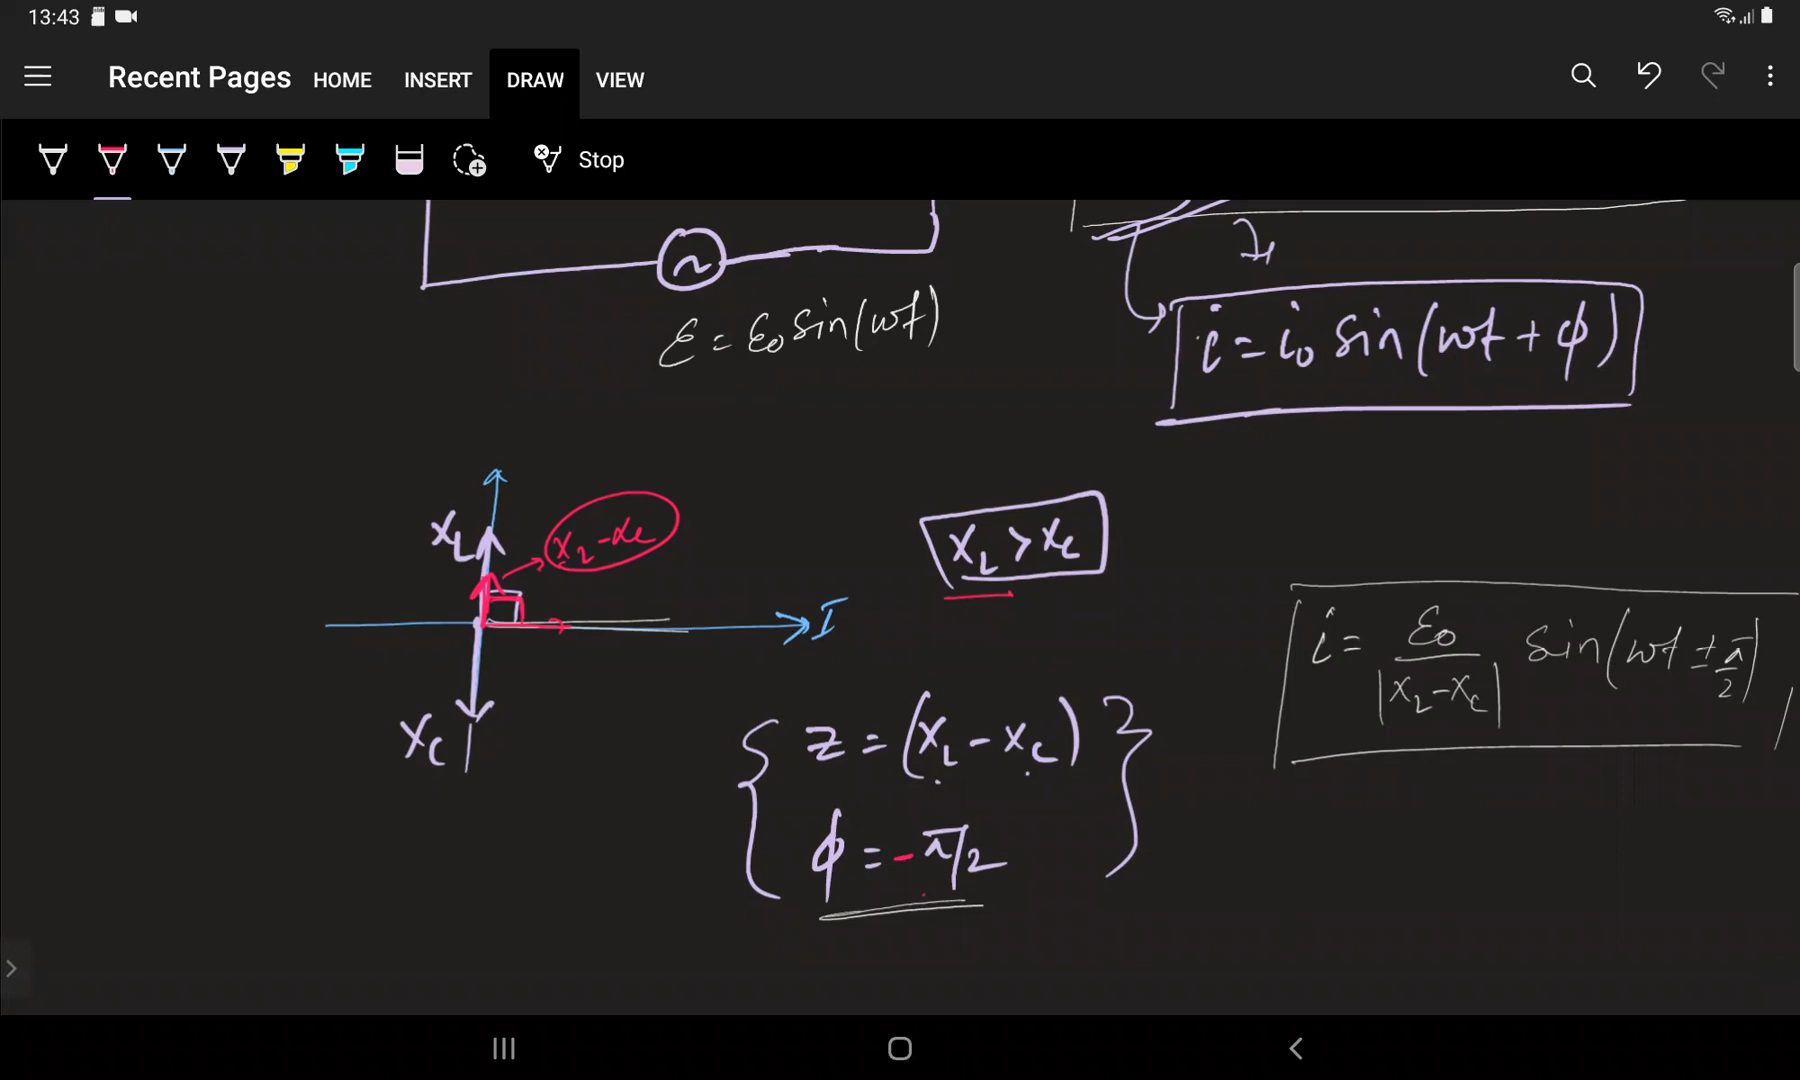 13:43
Recent Pages HOME INSERT DRAW VIEW
Stop
ε = ε₀ sin(ωt)
i = i₀ sin(ωt + φ)
X_L
x_L - x_C
X_L > X_C
I
i = ε₀ / |X_L - X_C| sin(ωt ± π/2)
X_C
z = (X_L - X_C)
φ = -π/2